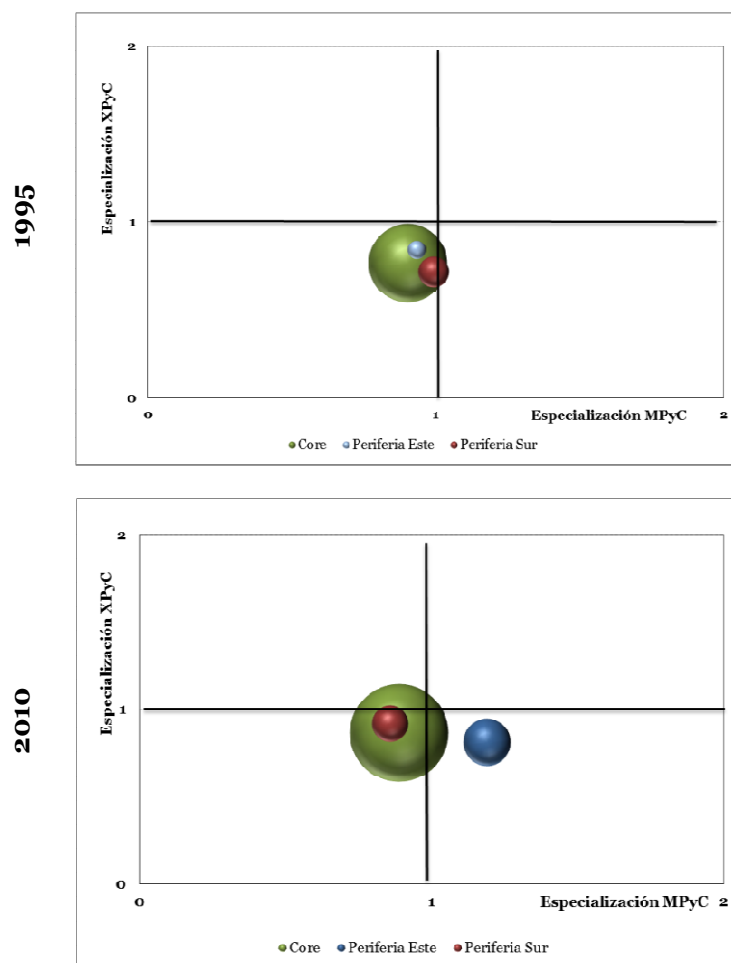 1995
Especialización XPyC
2
1
0
0
1
Especialización MPyC
2
Core Periferia Este Periferia Sur
2010
Especialización XPyC
2
1
0
0
1
Especialización MPyC
2
Core Periferia Este Periferia Sur